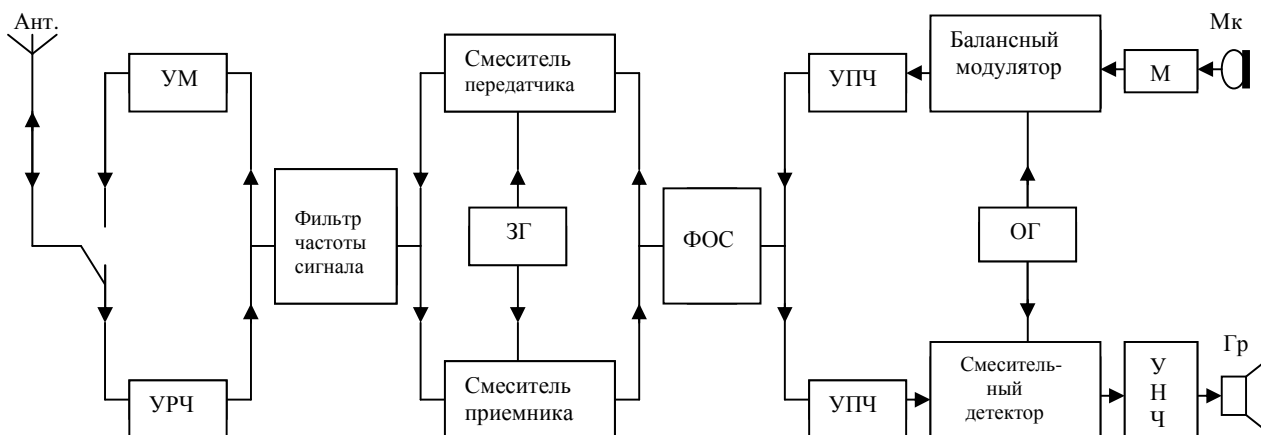 Ант.
УМ
Смеситель
передатчика
УПЧ
Балансный
модулятор
М
Мк
Фильтр
частоты
сигнала
ЗГ
ФОС
ОГ
УРЧ
Смеситель
приемника
УПЧ
Смеситель-
ный
детектор
У
Н
Ч
Гр